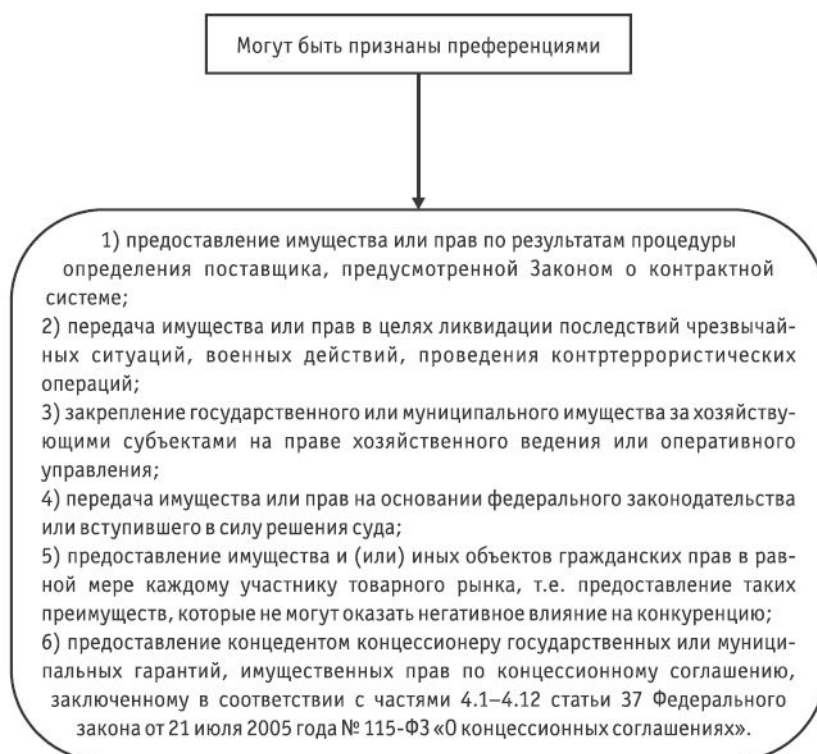 Могут быть признаны преференциями
1) предоставление имущества или прав по результатам процедуры
определения поставщика, предусмотренной Законом о контрактной
системе;
2) передача имущества или прав в целях ликвидации последствий чрезвычай-
ных ситуаций, военных действий, проведения контртеррористических
операций;
3) закрепление государственного или муниципального имущества за хозяйству-
ющими субъектами на праве хозяйственного ведения или оперативного
управления;
4) передача имущества или прав на основании федерального законодательства
или вступившего в силу решения суда;
5) предоставление имущества и (или) иных объектов гражданских прав в рав-
ной мере каждому участнику товарного рынка, т.е. предоставление таких
преимуществ, которые не могут оказать негативное влияние на конкуренцию;
6) предоставление концедентом концессионеру государственных или муници-
пальных гарантий, имущественных прав по концессионному соглашению,
заключенному в соответствии с частями 4.1–4.12 статьи 37 Федерального
закона от 21 июля 2005 года № 115-ФЗ «О концессионных соглашениях».